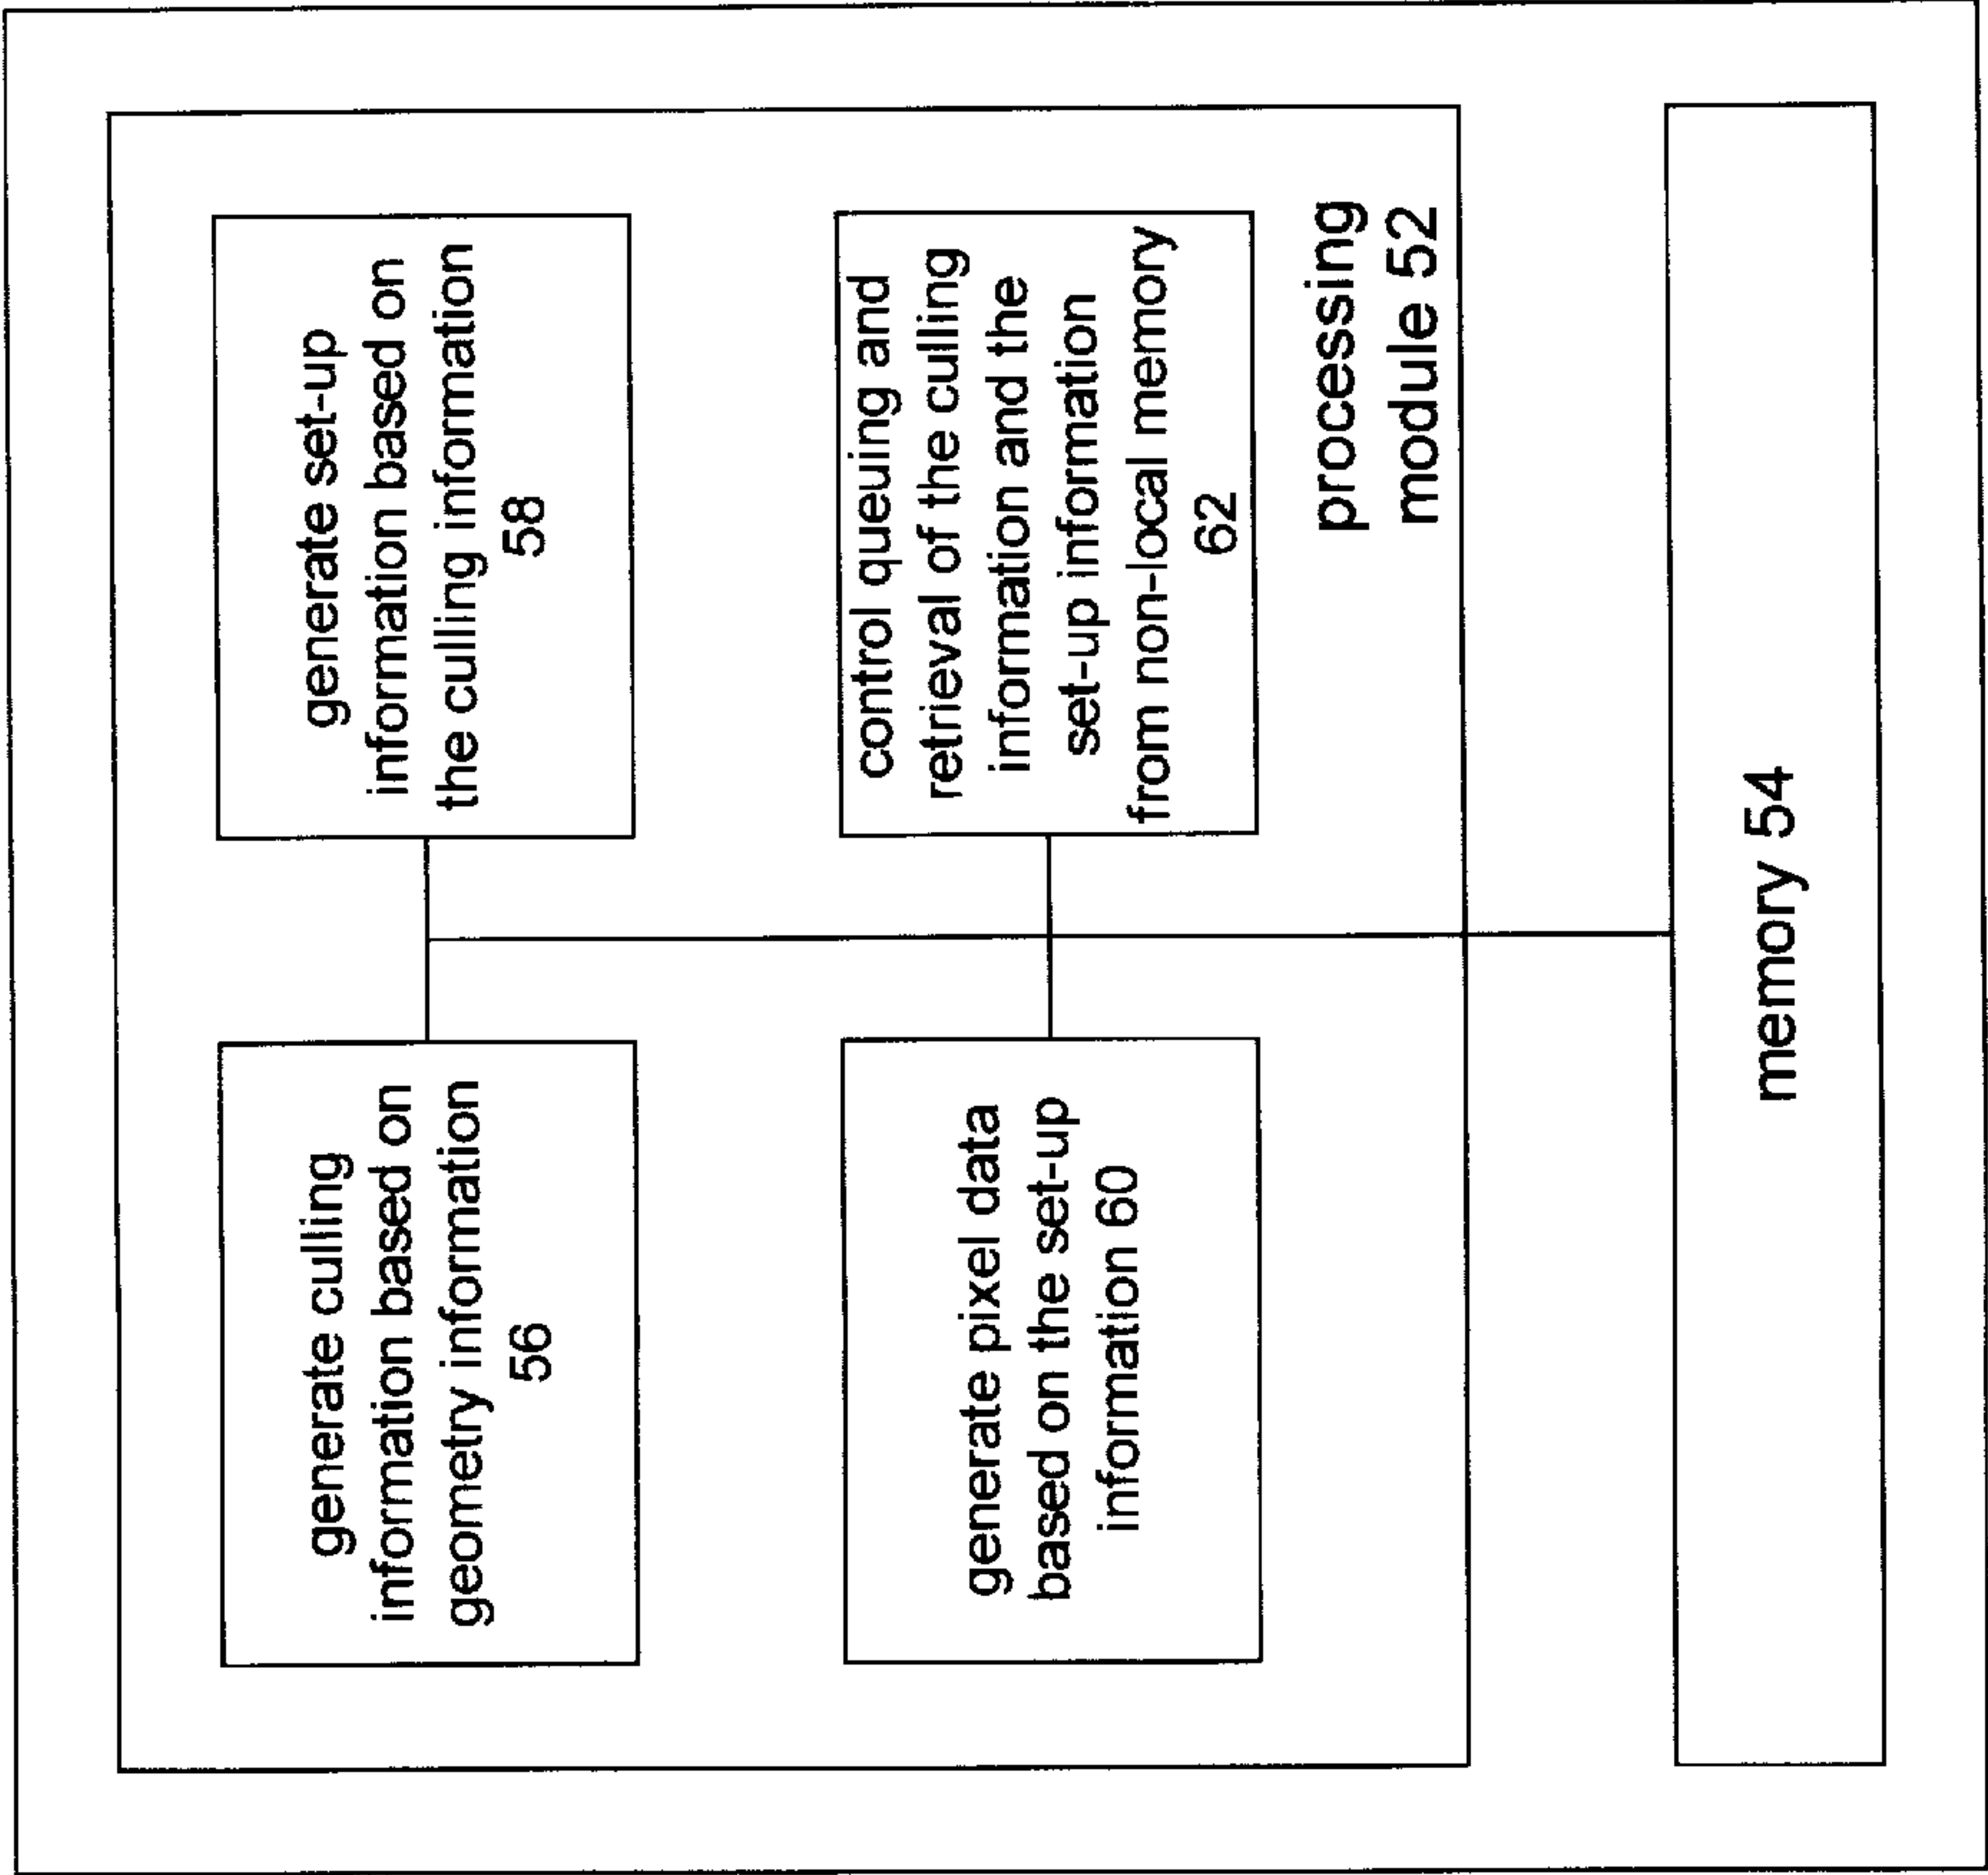 generate culling
information based on
geometry information
56
generate set-up
information based on
the culling information
58
generate pixel data
based on the set-up
information 60
control queuing and
retrieval of the culling
information and the
set-up information
from non-local memory
62
processing
module 52
memory 54